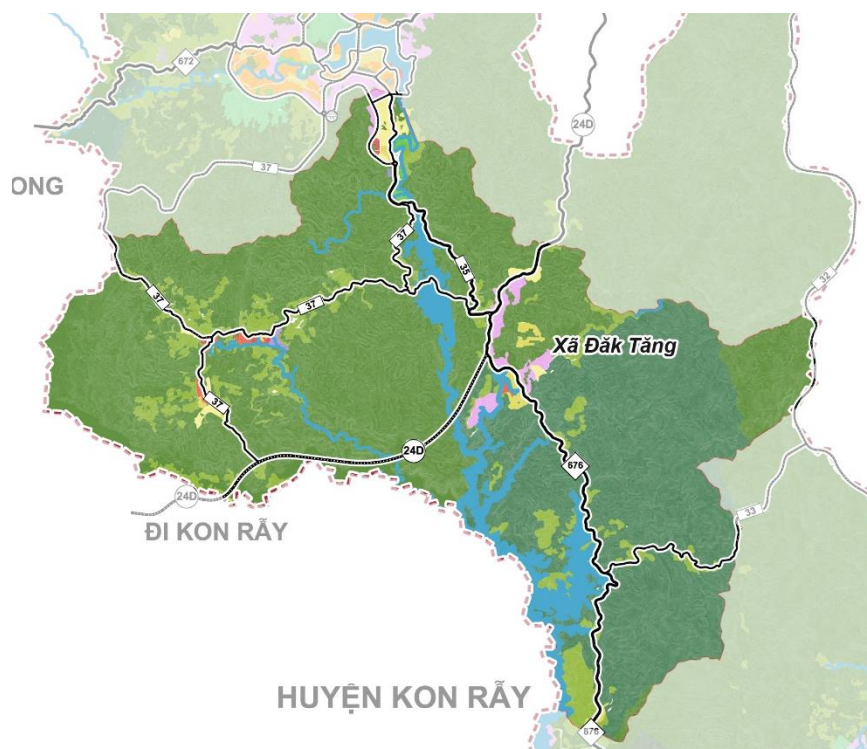 672
24D
37
ONG
32
37
35
37
37
Xã Đăk Tăng
37
24D
676
24D
33
ĐI KON RẪY
HUYỆN KON RẪY
676